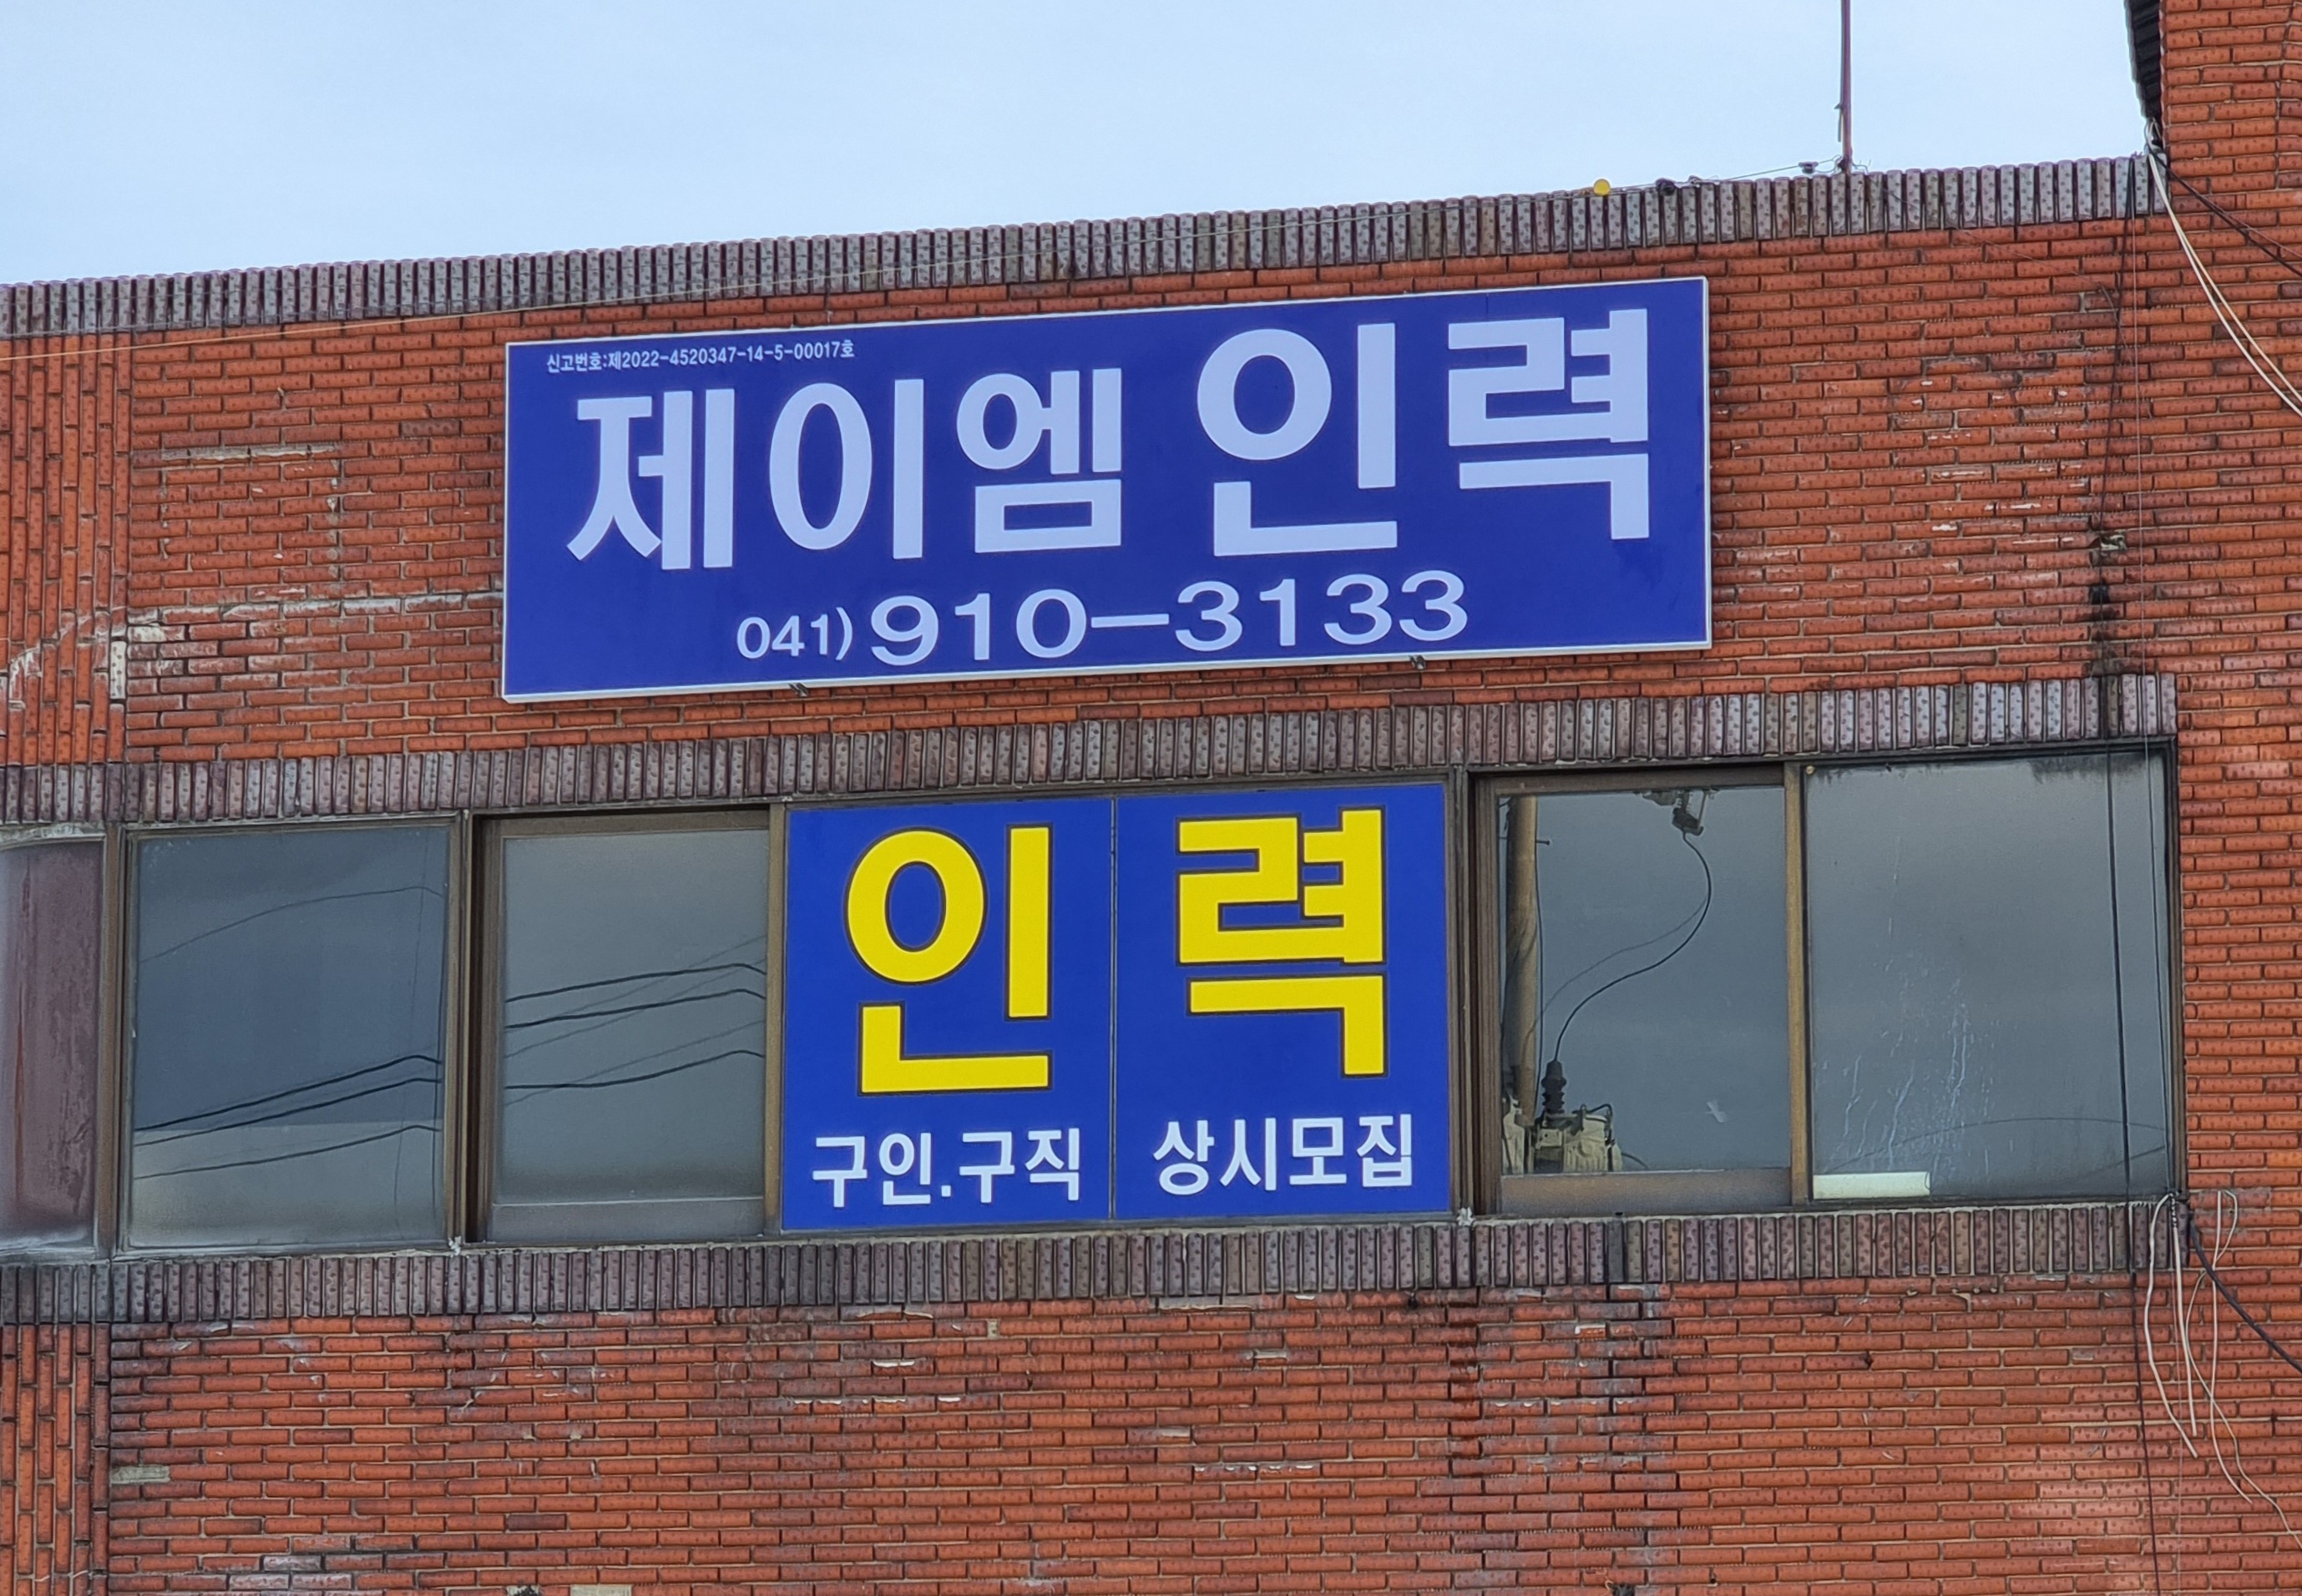 신고번호:제2022-4520347-14-5-00017호
제이엠 인력
041) 910-3133
인력
구인.구직 상시모집